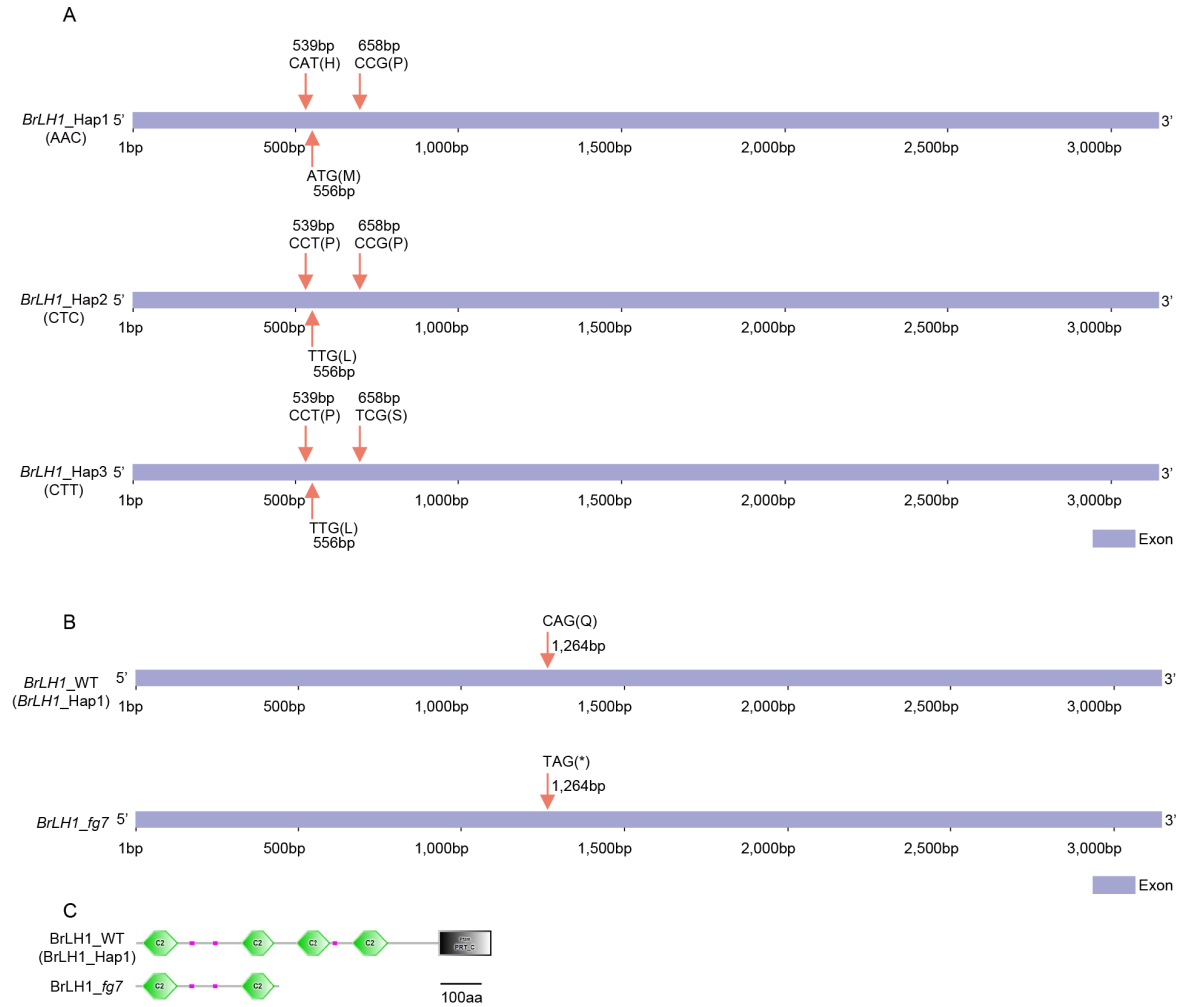 A
539bp 658bp
CAT(H) CCG(P)
BrLH1_Hap1 5’ 3’
(AAC)
1bp 500bp 1,000bp 1,500bp 2,000bp 2,500bp 3,000bp
ATG(M)
556bp
539bp 658bp
CCT(P) CCG(P)
BrLH1_Hap2 5’ 3’
(CTC)
1bp 500bp 1,000bp 1,500bp 2,000bp 2,500bp 3,000bp
TTG(L)
556bp
539bp 658bp
CCT(P) TCG(S)
BrLH1_Hap3 5’ 3’
(CTT)
1bp 500bp 1,000bp 1,500bp 2,000bp 2,500bp 3,000bp
TTG(L)
556bp
Exon
B
CAG(Q)
1,264bp
BrLH1_WT 5’ 3’
(BrLH1_Hap1)
1bp 500bp 1,000bp 1,500bp 2,000bp 2,500bp 3,000bp
TAG(*)
1,264bp
BrLH1_fg7 5’ 3’
1bp 500bp 1,000bp 1,500bp 2,000bp 2,500bp 3,000bp
Exon
C
BrLH1_WT C2 C2 C2 C2
PRT_C
(BrLH1_Hap1)
BrLH1_fg7 C2 C2
100aa